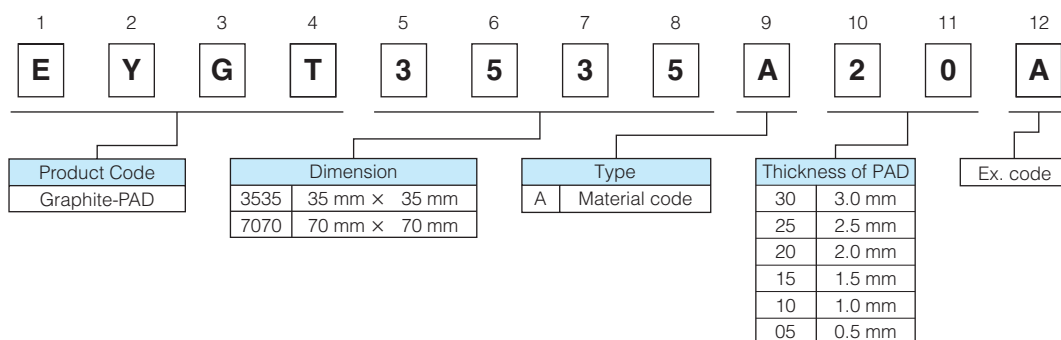 1 2 3 4 5 6 7 8 9 10 11 12
E Y G T 3 5 3 5 A 2 0 A
Product Code
Graphite-PAD
Dimension
3535 35 mm × 35 mm
7070 70 mm × 70 mm
Type
A Material code
Thickness of PAD
30 3.0 mm
25 2.5 mm
20 2.0 mm
15 1.5 mm
10 1.0 mm
05 0.5 mm
Ex. code